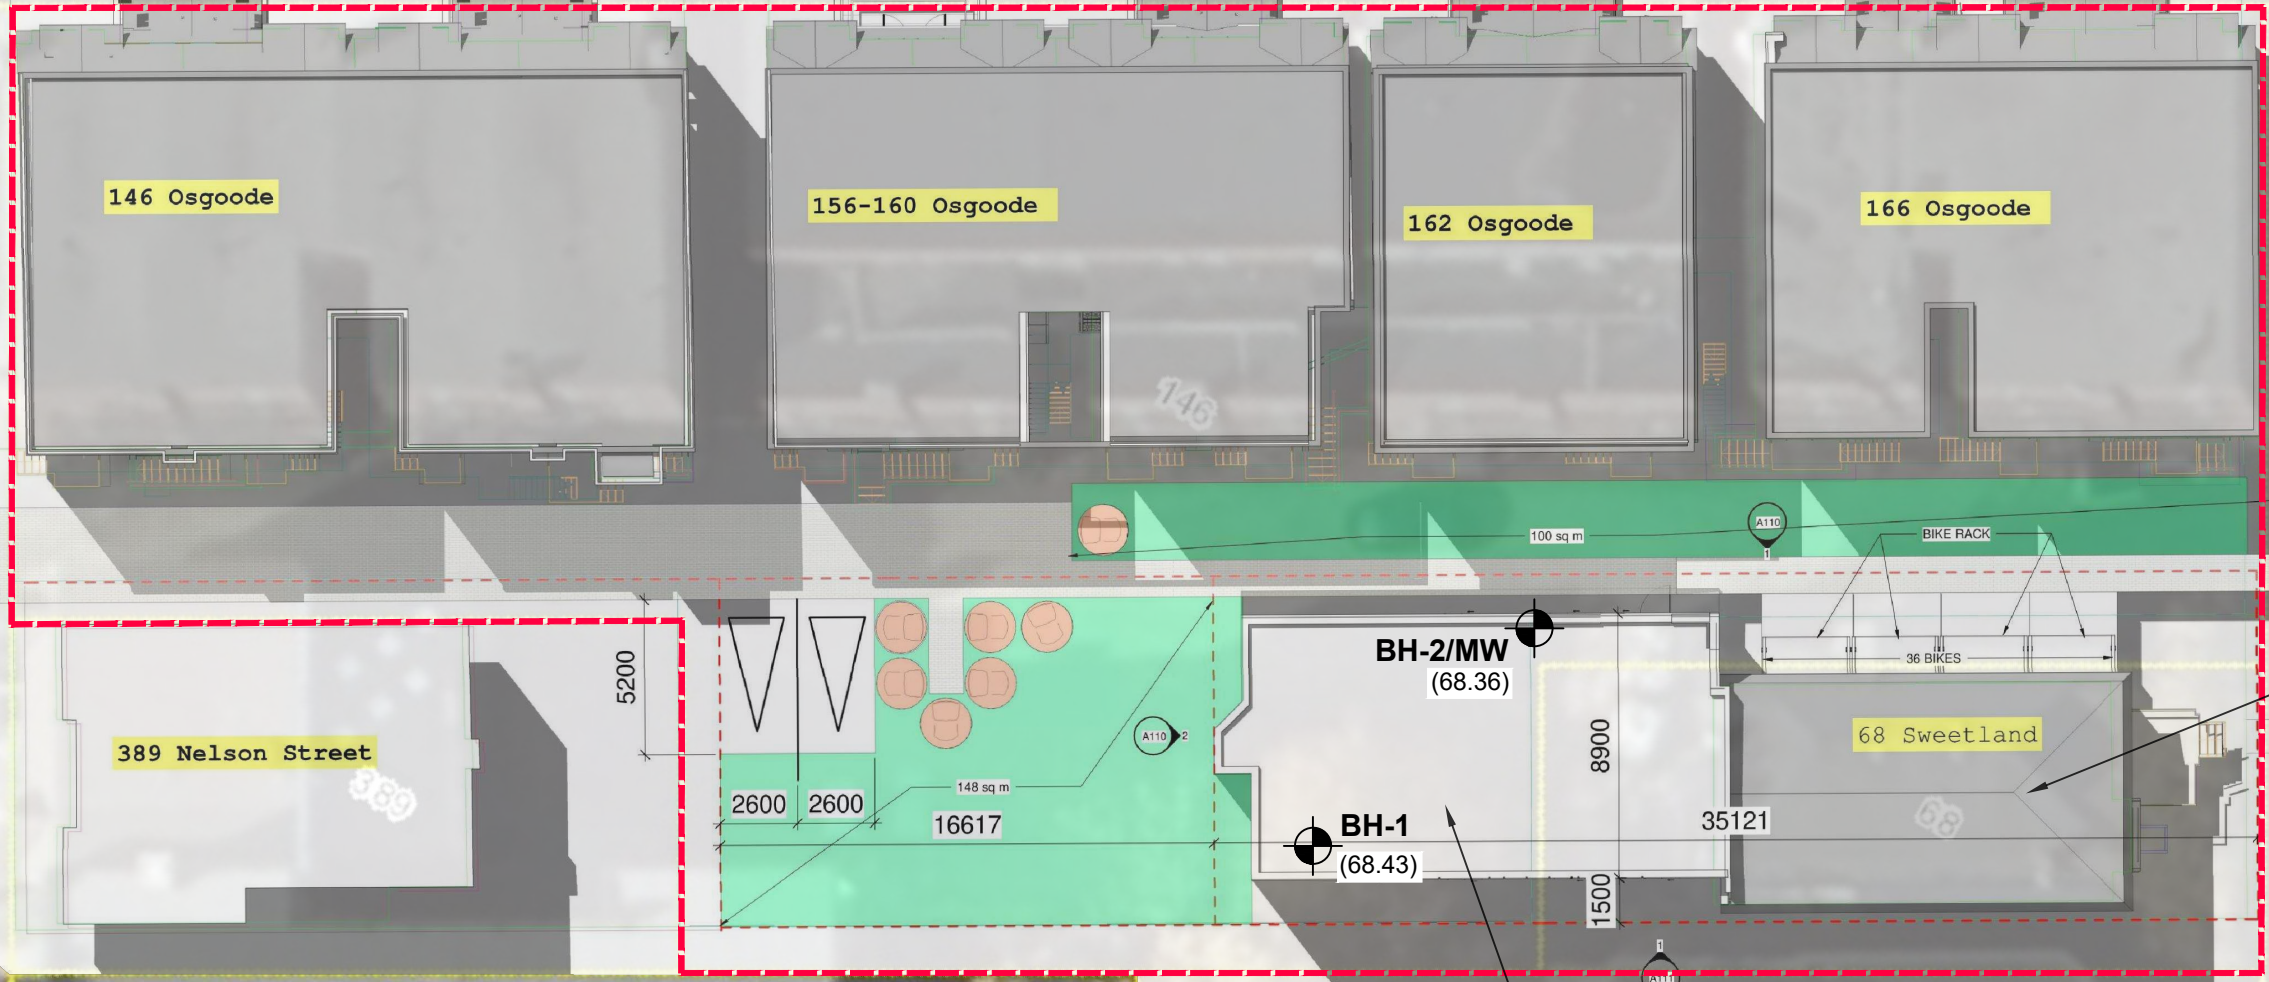 146 Osgoode
156-160 Osgoode
162 Osgoode
166 Osgoode
146
100 sq m
A110
1
BIKE RACK
BH-2/MW
(68.36)
36 BIKES
5200
389 Nelson Street
389
A110
2
8900
68 Sweetland
68
148 sq m
2600
2600
16617
BH-1
(68.43)
35121
1500
1
A111